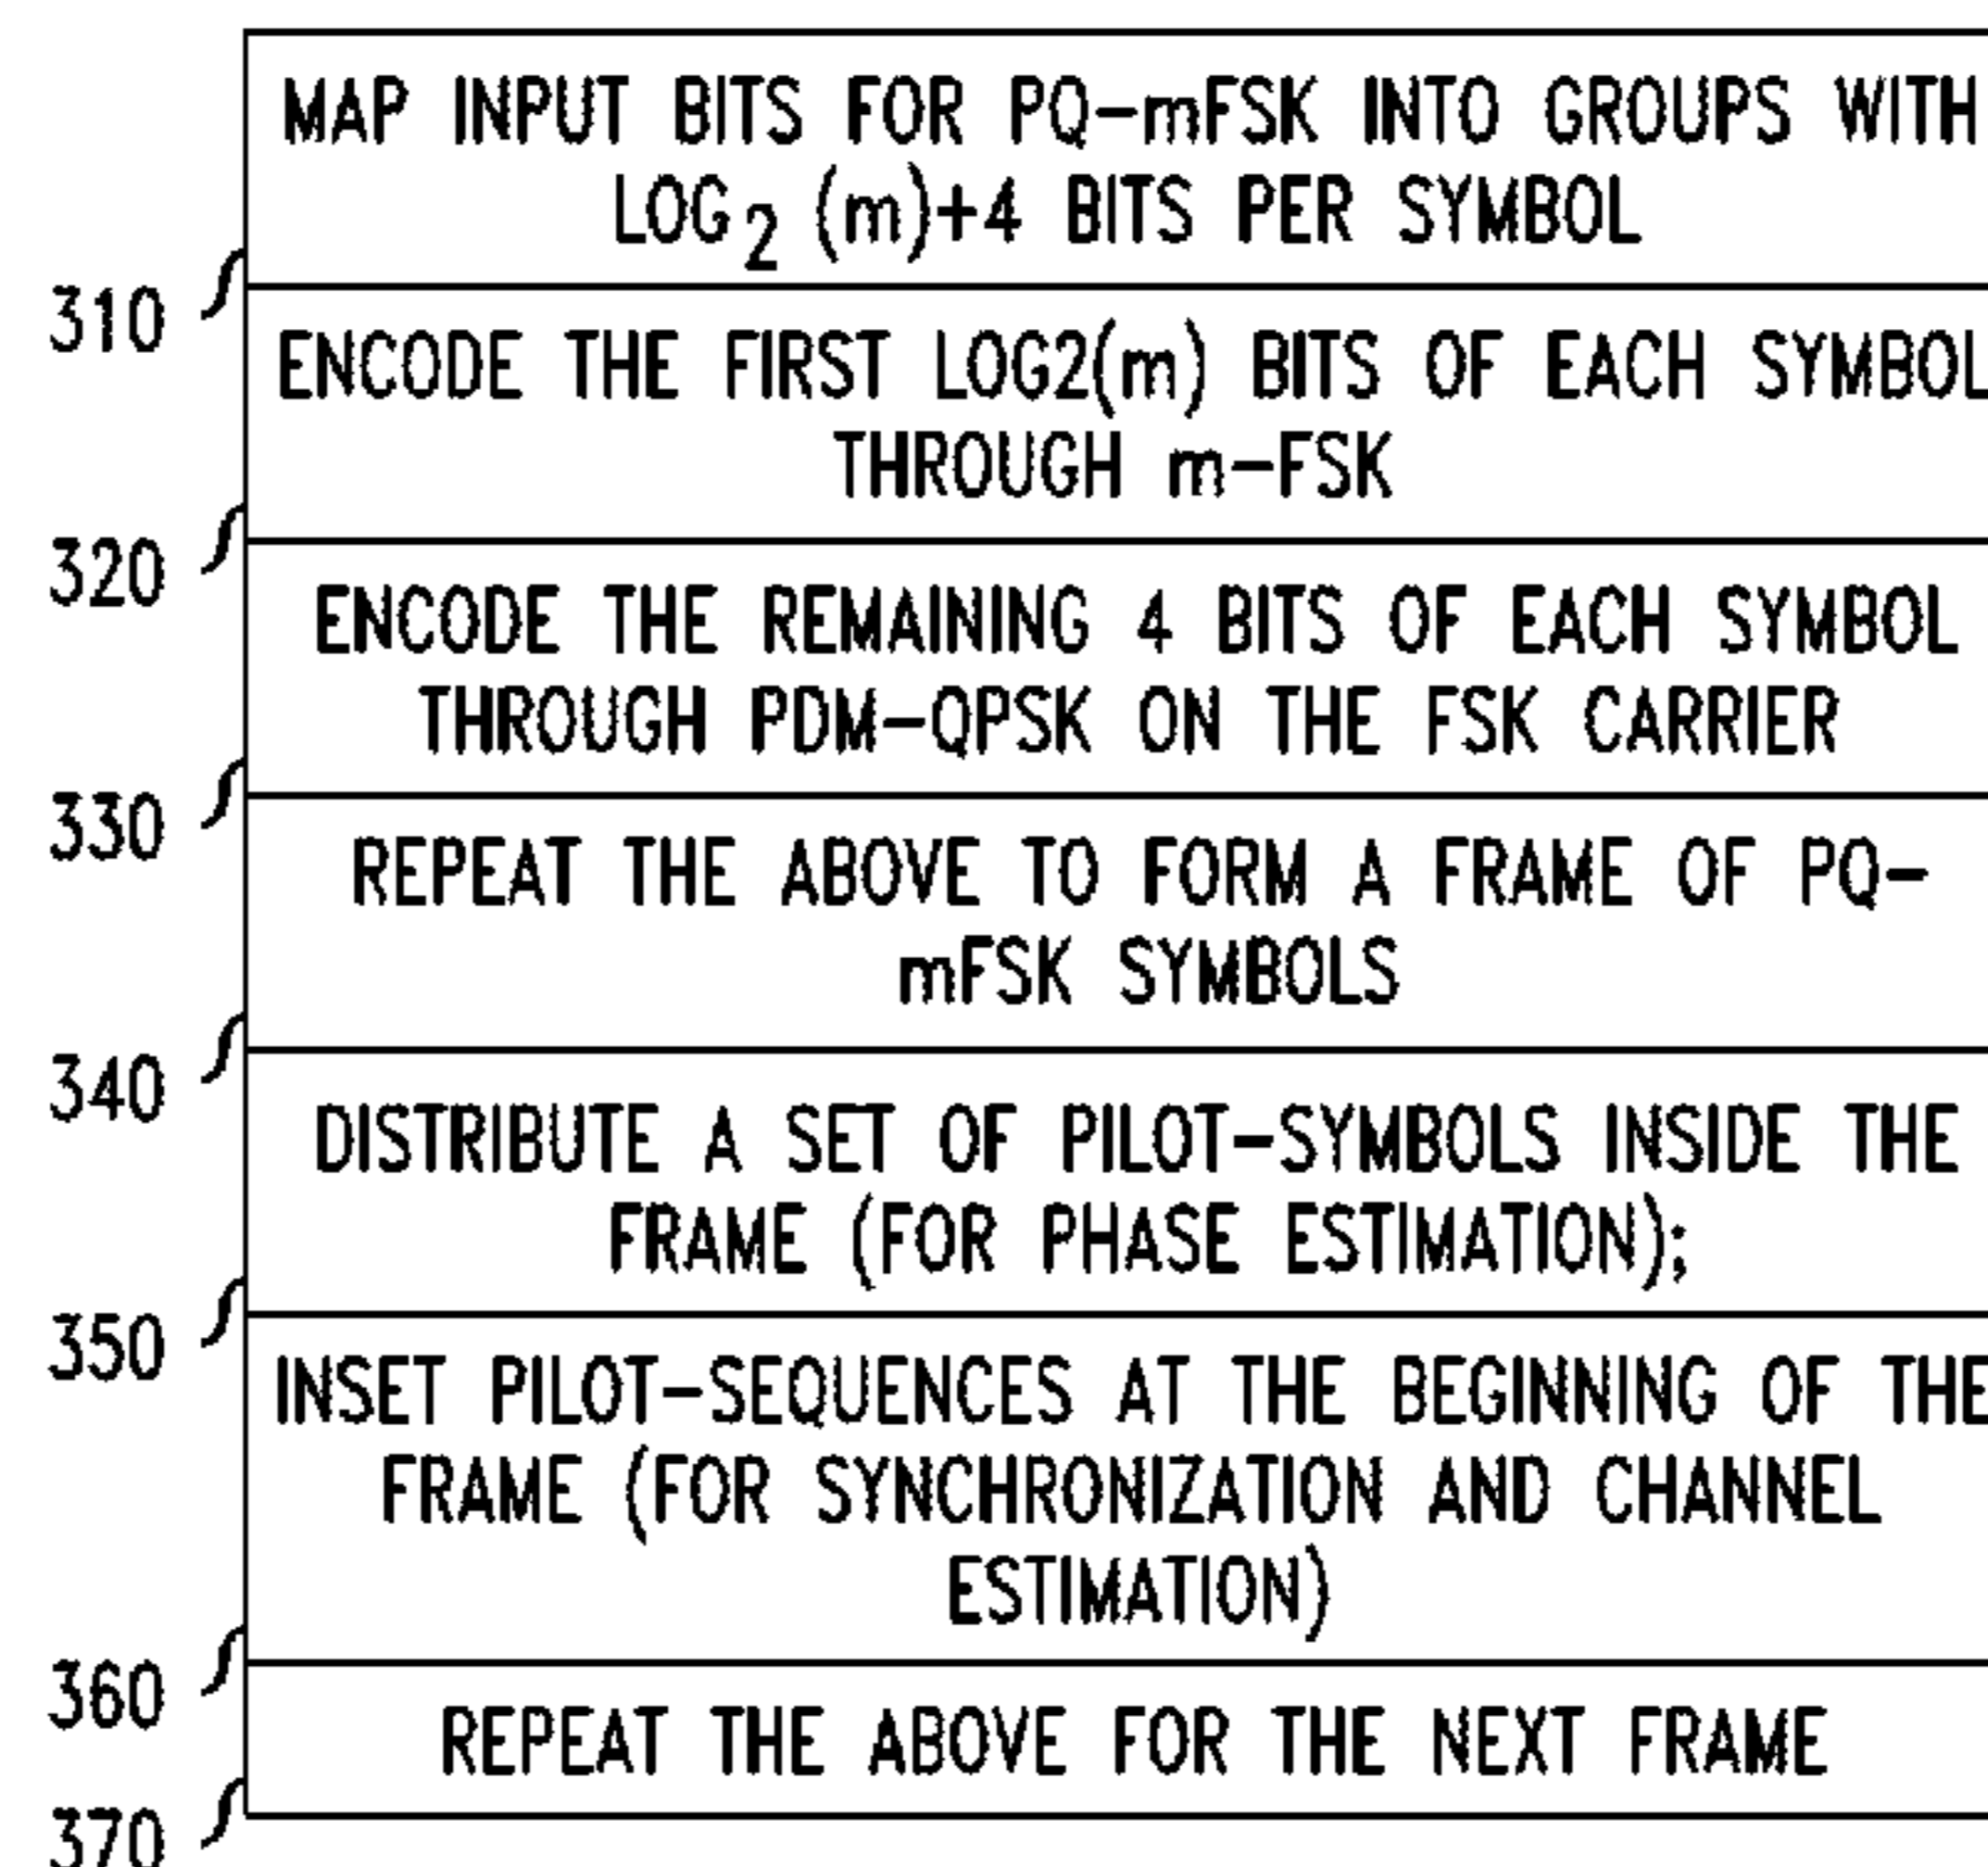 MAP INPUT BITS FOR PQ-mFSK INTO GROUPS WITH
LOG2 (m)+4 BITS PER SYMBOL
310
ENCODE THE FIRST LOG2(m) BITS OF EACH SYMBOL
THROUGH m-FSK
320
ENCODE THE REMAINING 4 BITS OF EACH SYMBOL
THROUGH PDM-QPSK ON THE FSK CARRIER
330
REPEAT THE ABOVE TO FORM A FRAME OF PQ-
mFSK SYMBOLS
340
DISTRIBUTE A SET OF PILOT-SYMBOLS INSIDE THE
FRAME (FOR PHASE ESTIMATION);
350
INSET PILOT-SEQUENCES AT THE BEGINNING OF THE
FRAME (FOR SYNCHRONIZATION AND CHANNEL
ESTIMATION)
360
REPEAT THE ABOVE FOR THE NEXT FRAME
370